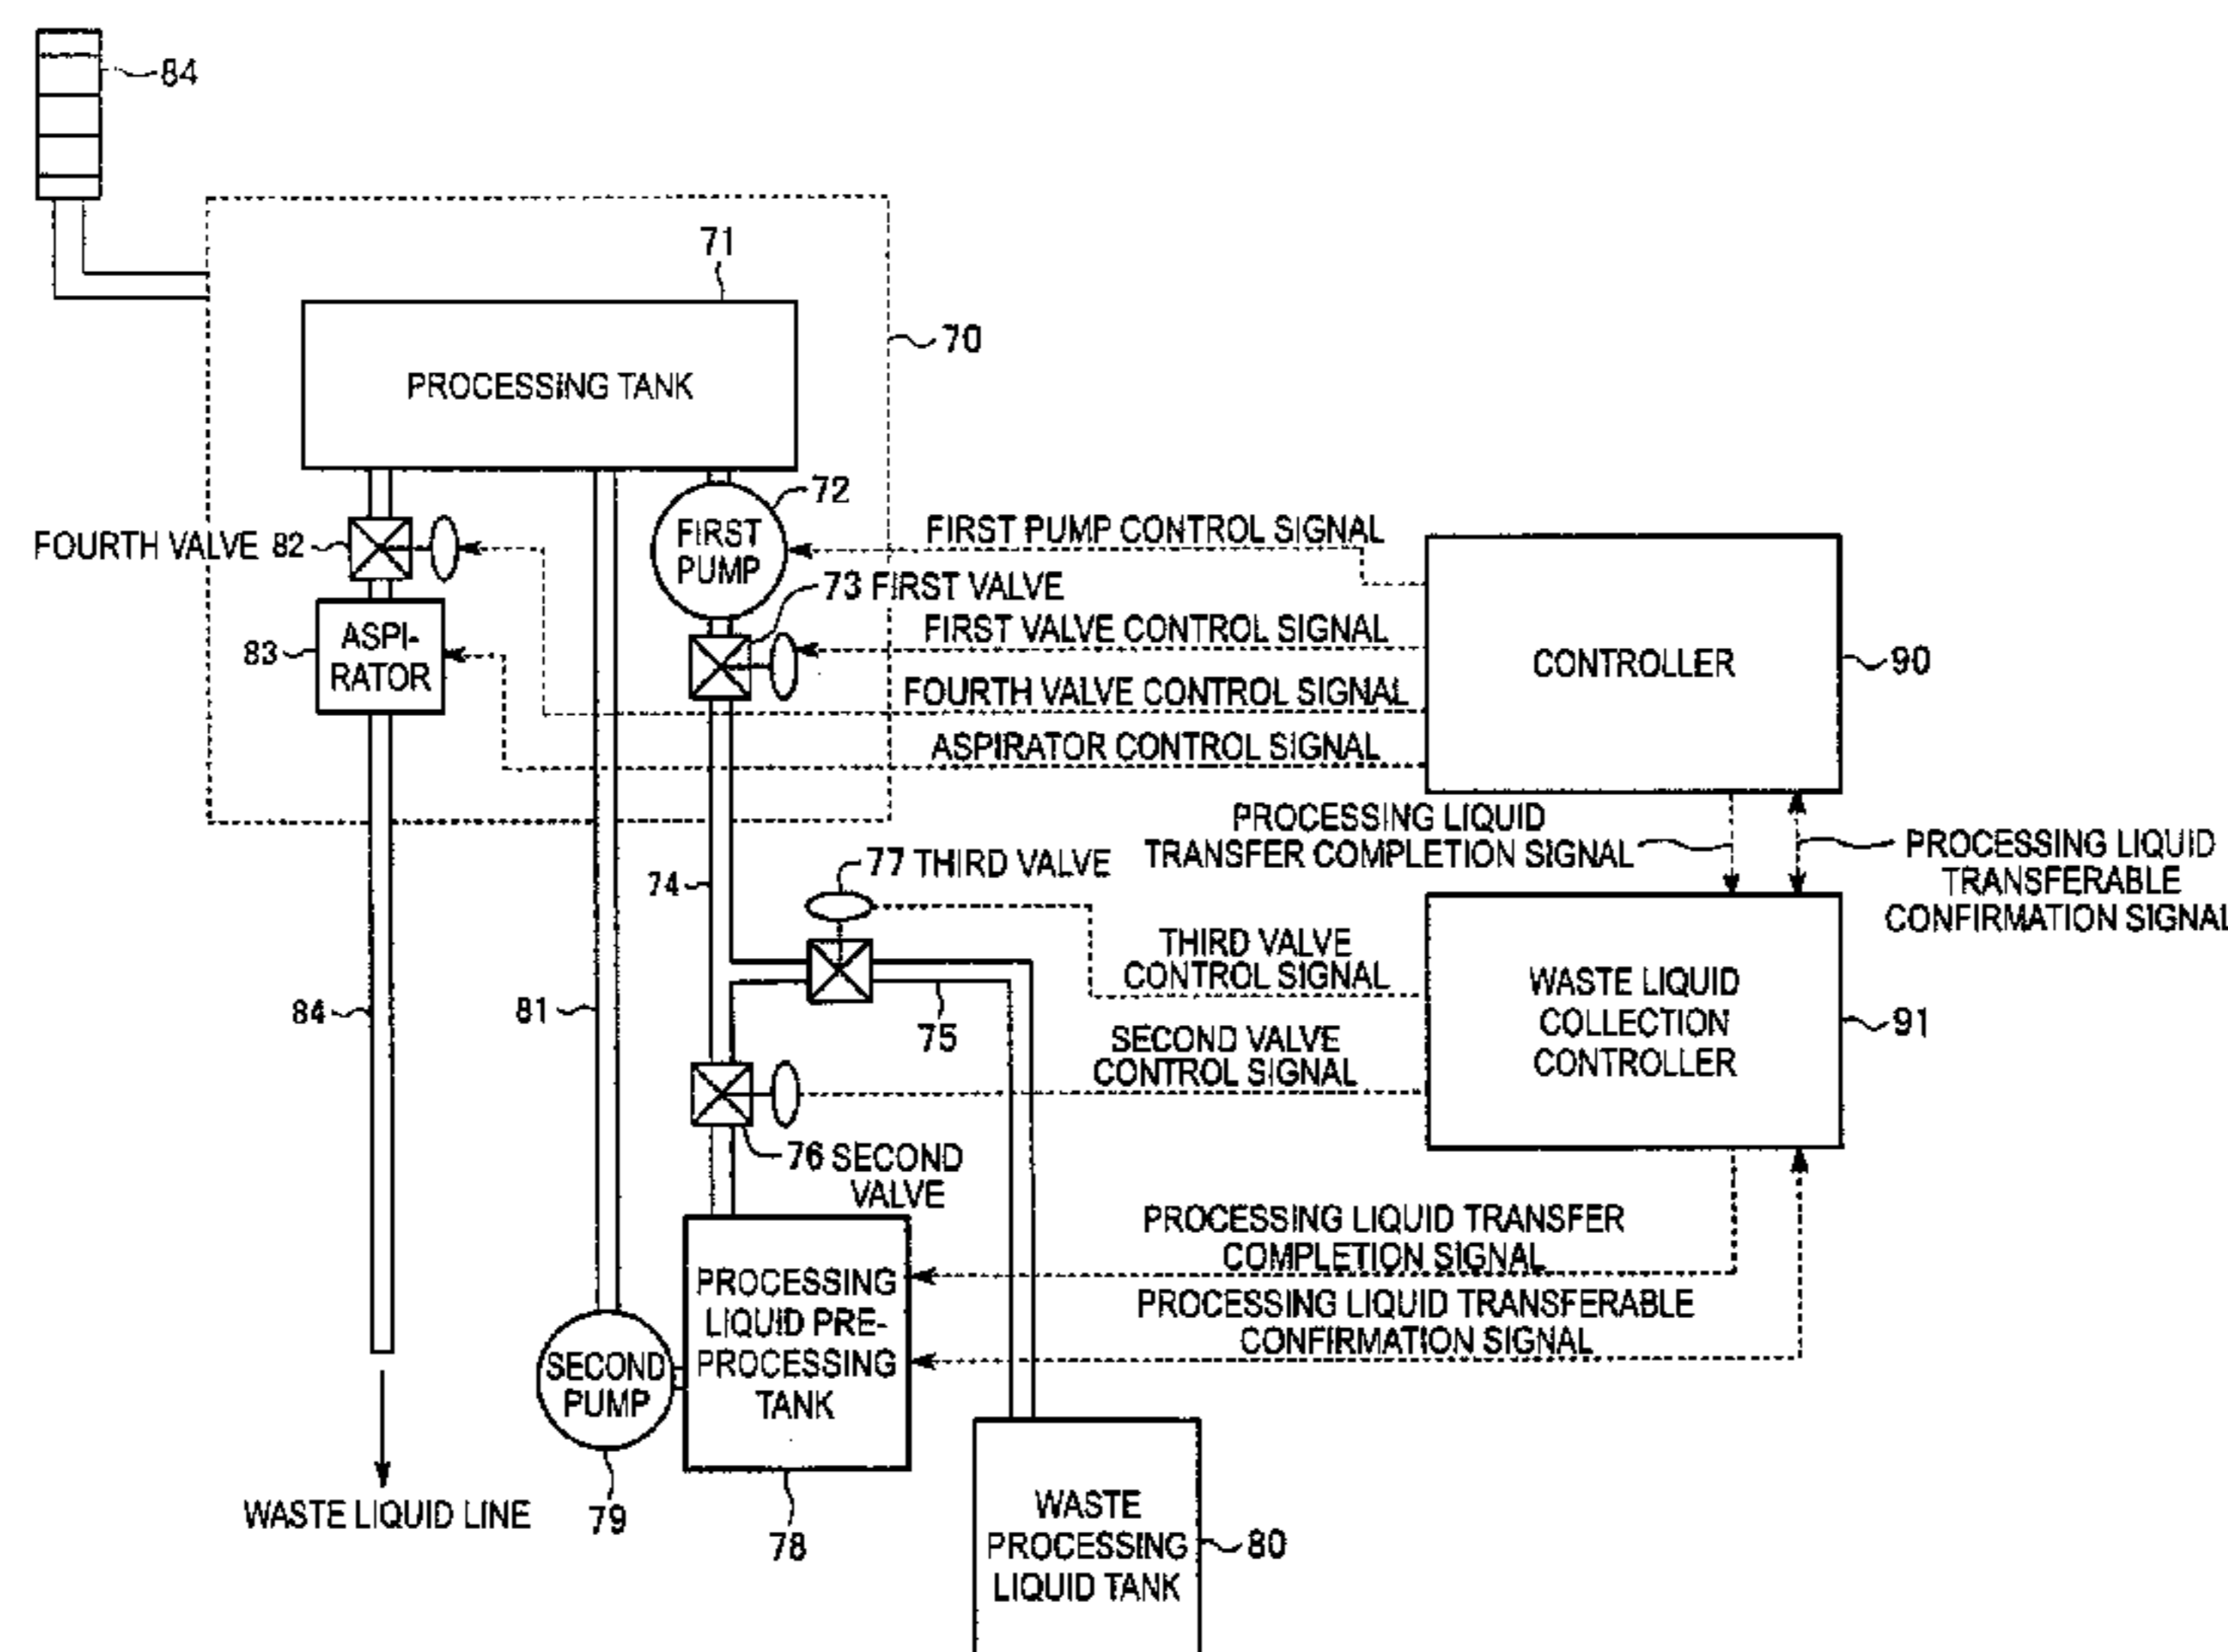 84
71
70
PROCESSING TANK
72
FIRST
PUMP
FIRST PUMP CONTROL SIGNAL
FOURTH VALVE 82
73 FIRST VALVE
FIRST VALVE CONTROL SIGNAL
83
ASPI-
RATOR
CONTROLLER
90
FOURTH VALVE CONTROL SIGNAL
ASPIRATOR CONTROL SIGNAL
PROCESSING LIQUID
TRANSFER COMPLETION SIGNAL
PROCESSING LIQUID
TRANSFERABLE
CONFIRMATION SIGNAL
77 THIRD VALVE
74
THIRD VALVE
CONTROL SIGNAL
WASTE LIQUID
COLLECTION
CONTROLLER
91
84
81
75
SECOND VALVE
CONTROL SIGNAL
76 SECOND
VALVE
PROCESSING LIQUID TRANSFER
COMPLETION SIGNAL
PROCESSING
LIQUID PRE-
PROCESSING
TANK
PROCESSING LIQUID TRANSFERABLE
CONFIRMATION SIGNAL
SECOND
PUMP
WASTE LIQUID LINE
79
78
WASTE
PROCESSING
LIQUID TANK
80